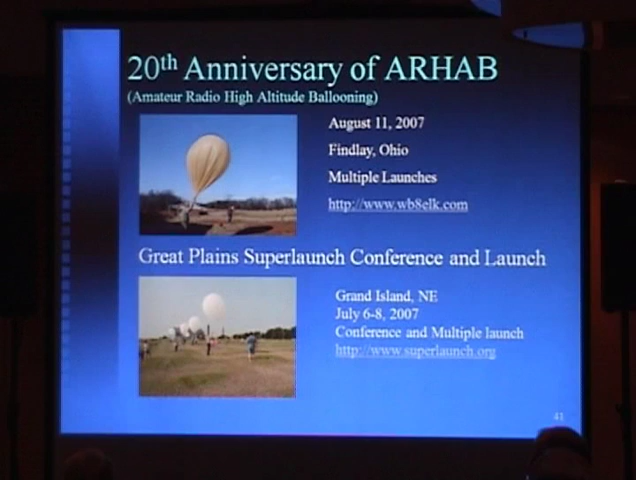 20th Anniversary of ARHAB
(Amateur Radio High Altitude Ballooning)
August 11, 2007
Findlay, Ohio
Multiple Launches
http://www.wb8elk.com
Great Plains Superlaunch Conference and Launch
Grand Island, NE
July 6-8, 2007
Conference and Multiple launch
http://www.superlaunch.org
41